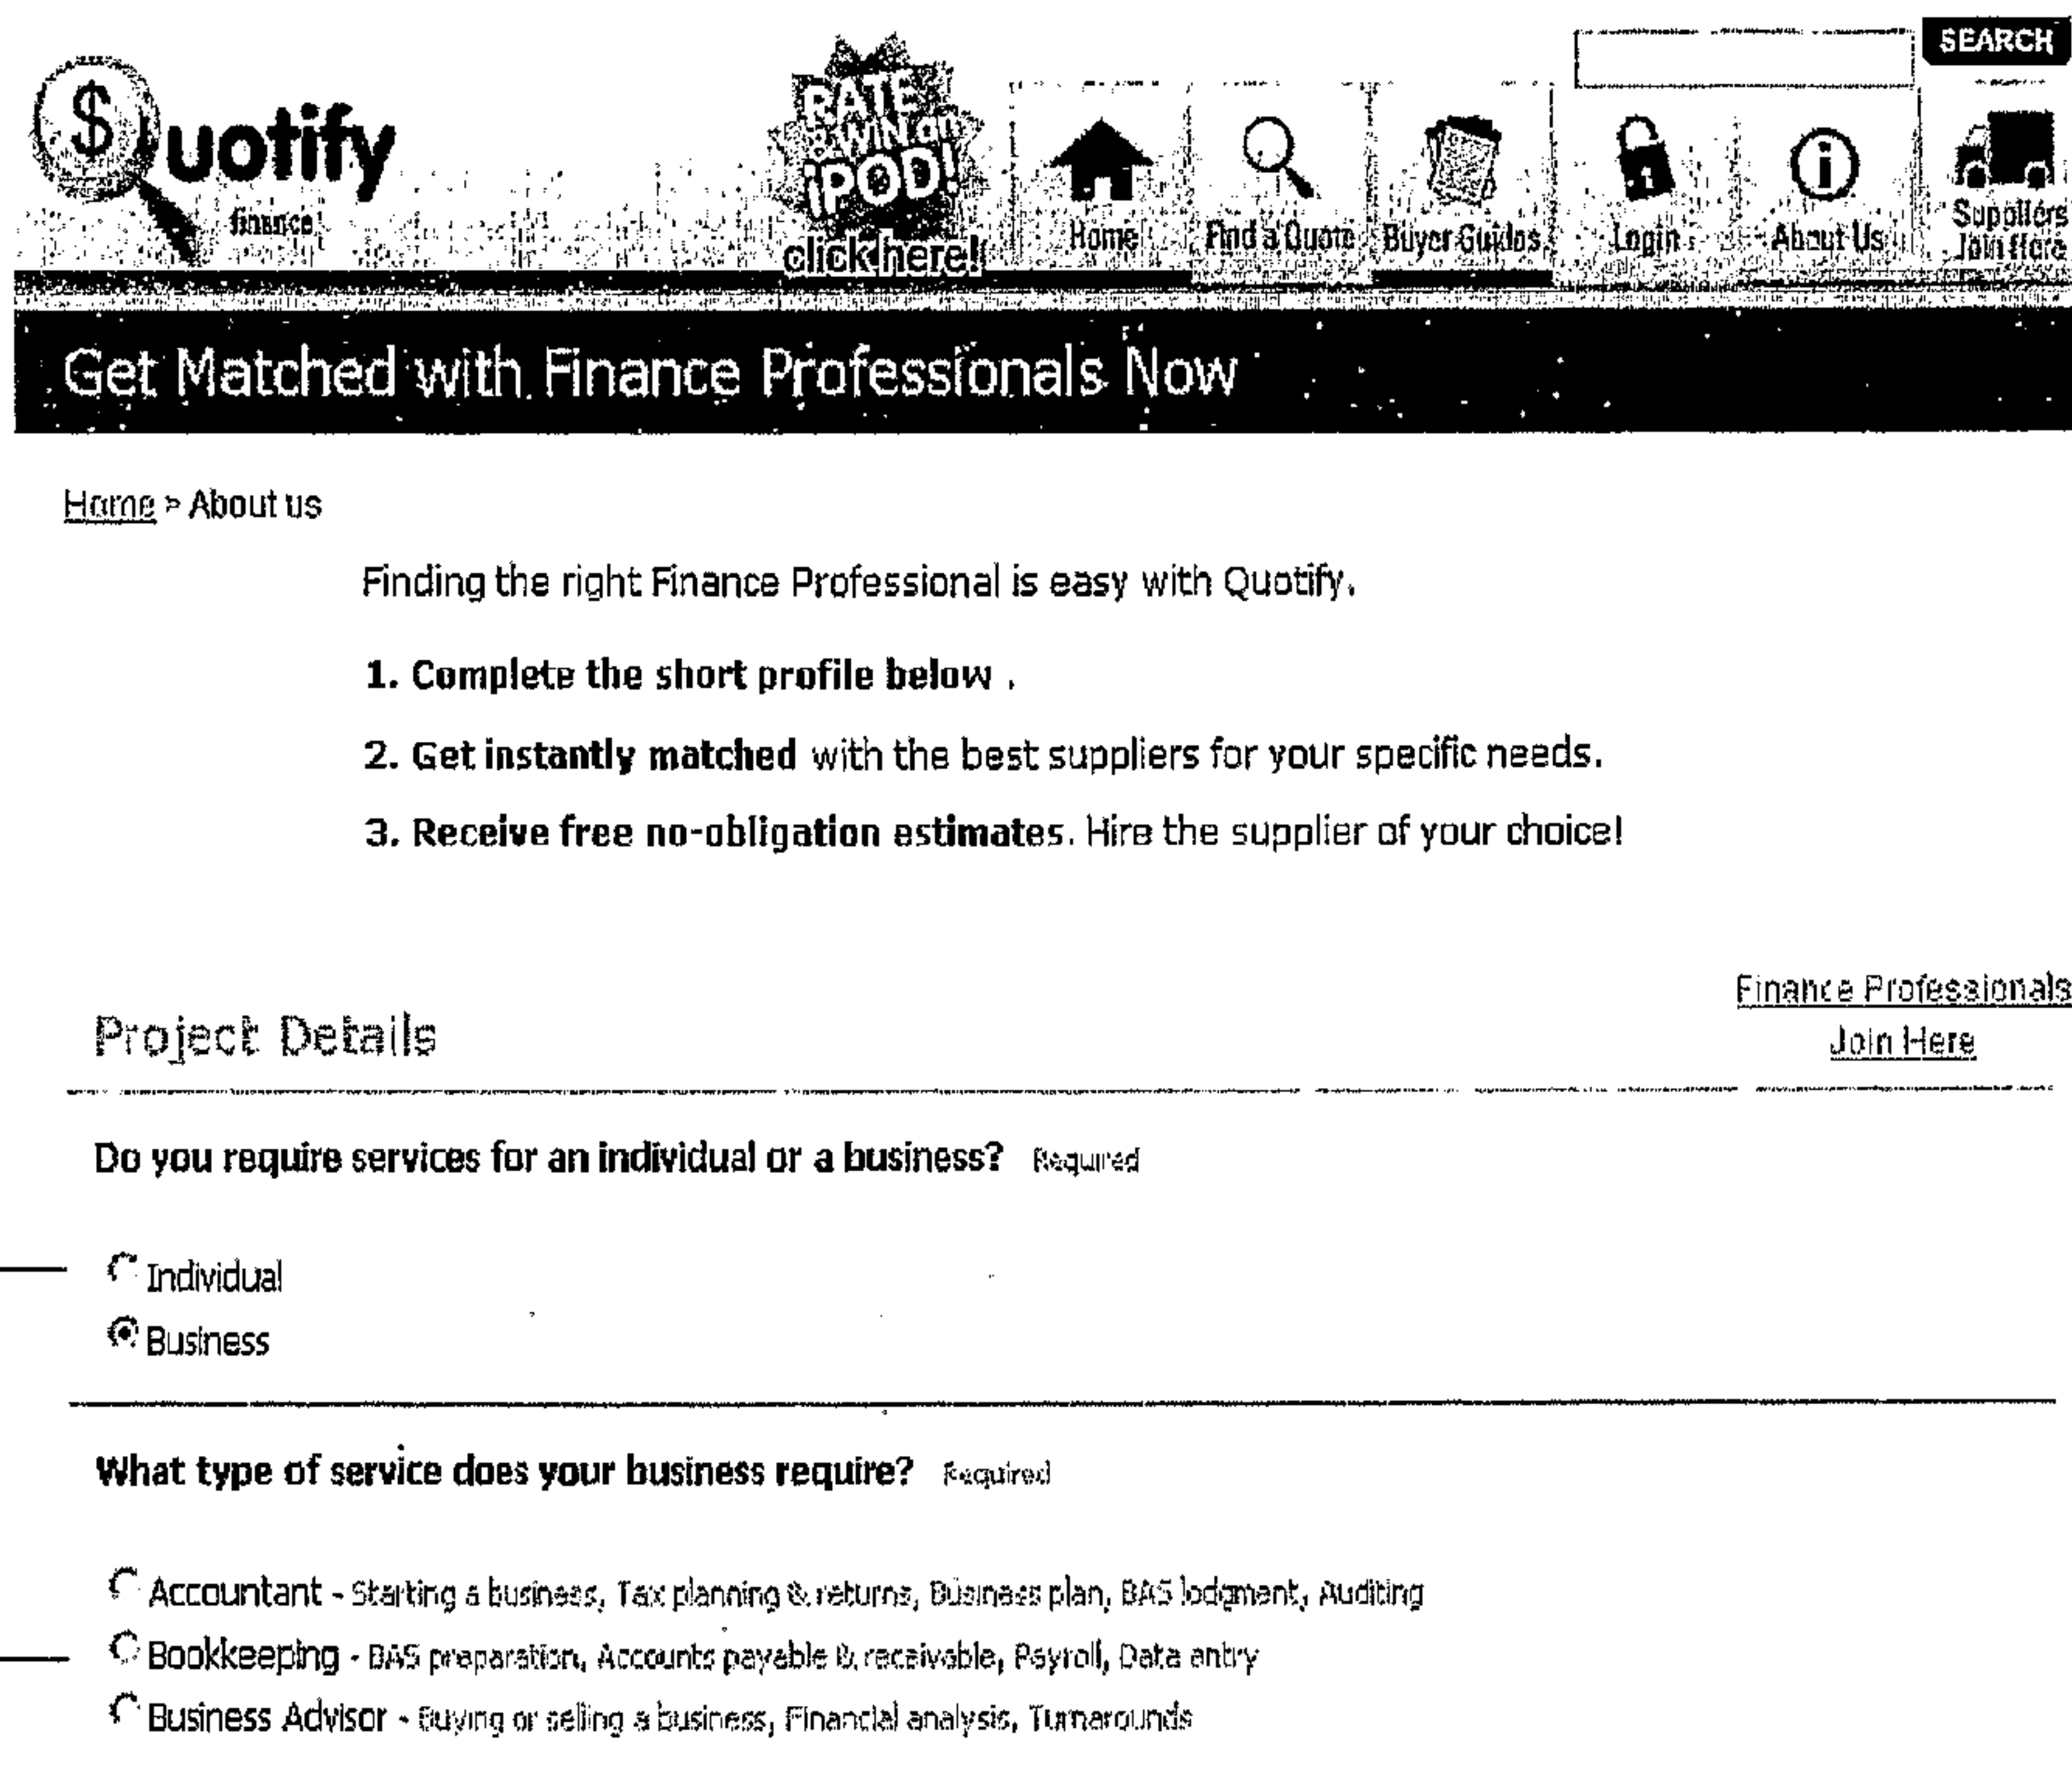 SEARCH
$ Quotify
finance
RATE
& WIN an
iPOD!
click here!
Home
Find a Quote
Buyer Guides
Login
About Us
Suppliers
Join Here
Get Matched with Finance Professionals Now
Home > About us
Finding the right Finance Professional is easy with Quotify.
1. Complete the short profile below .
2. Get instantly matched with the best suppliers for your specific needs.
3. Receive free no-obligation estimates. Hire the supplier of your choice!
Finance Professionals
Join Here
Project Details
Do you require services for an individual or a business? Required
Individual
Business
What type of service does your business require? Required
Accountant - Starting a business, Tax planning & returns, Business plan, BAS lodgment, Auditing
Bookkeeping - BAS preparation, Accounts payable & receivable, Payroll, Data entry
Business Advisor - Buying or selling a business, Financial analysis, Turnarounds